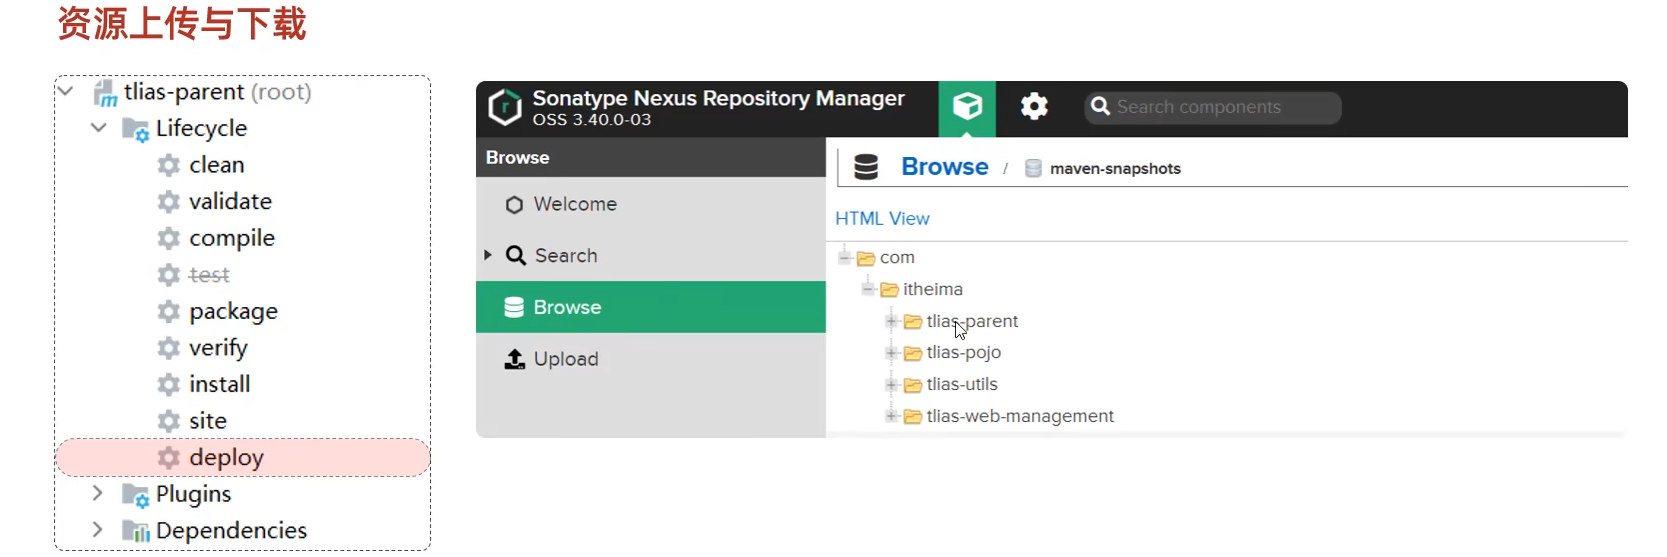 资源上传与下载
tlias-parent (root)
Lifecycle
clean
validate
compile
test
package
verify
install
site
deploy
Plugins
Dependencies
Sonatype Nexus Repository Manager
OSS 3.40.0-03
Search components
Browse
Welcome
Search
Browse
Upload
Browse / maven-snapshots
HTML View
com
itheima
tlias-parent
tlias-pojo
tlias-utils
tlias-web-management